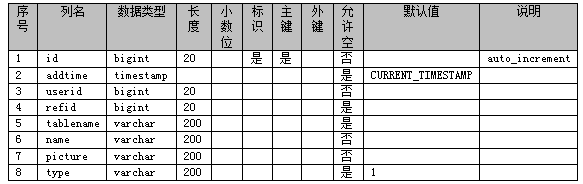 序号 列名 数据类型 长度 小数位 标识 主键 外键 允许空 默认值 说明
1 id bigint 20 是 是 否 auto_increment
2 addtime timestamp 是 CURRENT_TIMESTAMP
3 userid bigint 20 否
4 refid bigint 20 是
5 tablename varchar 200 是
6 name varchar 200 否
7 picture varchar 200 否
8 type varchar 200 是 1